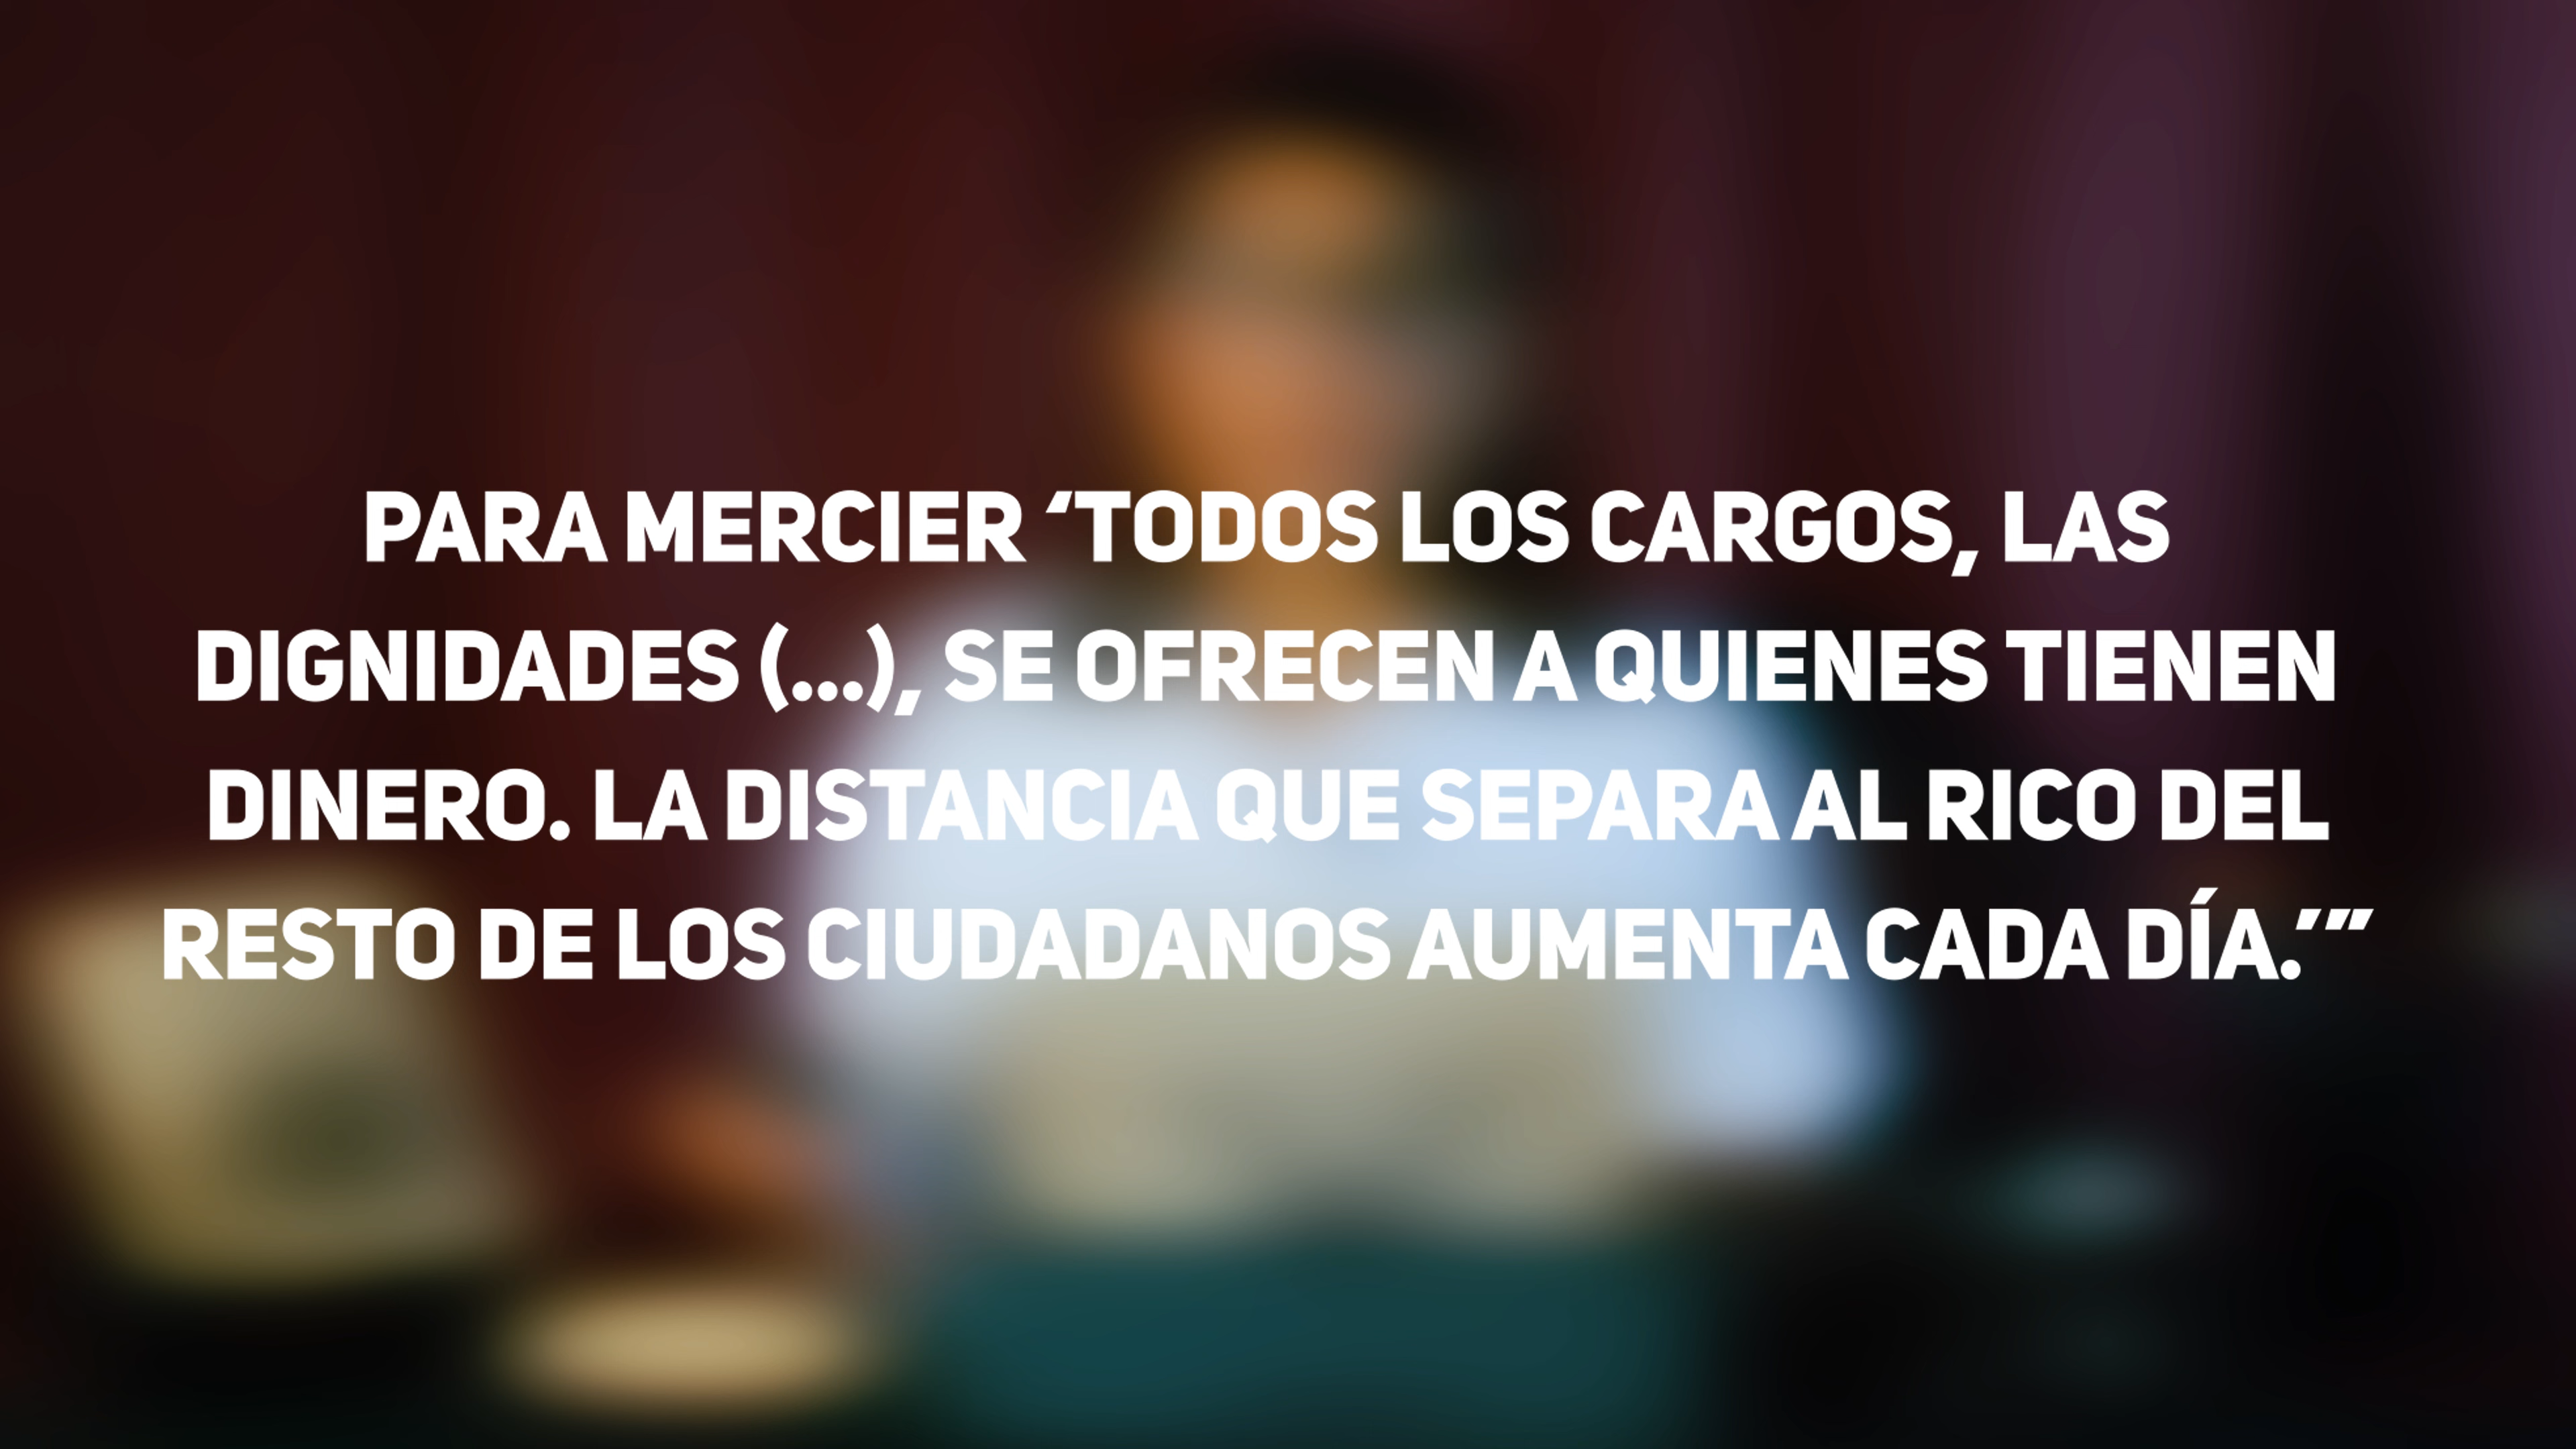 PARA MERCIER ‘TODOS LOS CARGOS, LAS
DIGNIDADES (...), SE OFRECEN A QUIENES TIENEN
DINERO. LA DISTANCIA QUE SEPARA AL RICO DEL
RESTO DE LOS CIUDADANOS AUMENTA CADA DÍA.’”